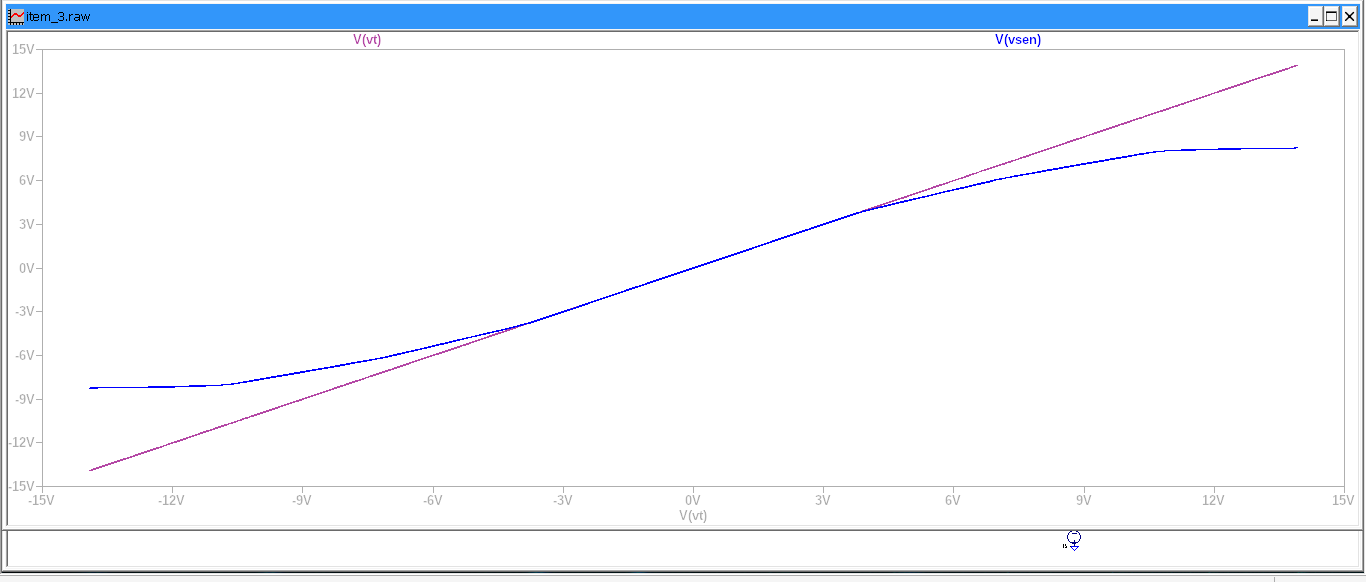 item_3.raw
V(vt) V(vsen)
15V
12V
9V
6V
3V
0V
-3V
-6V
-9V
-12V
-15V
-15V -12V -9V -6V -3V 0V 3V 6V 9V 12V 15V
V(vt)